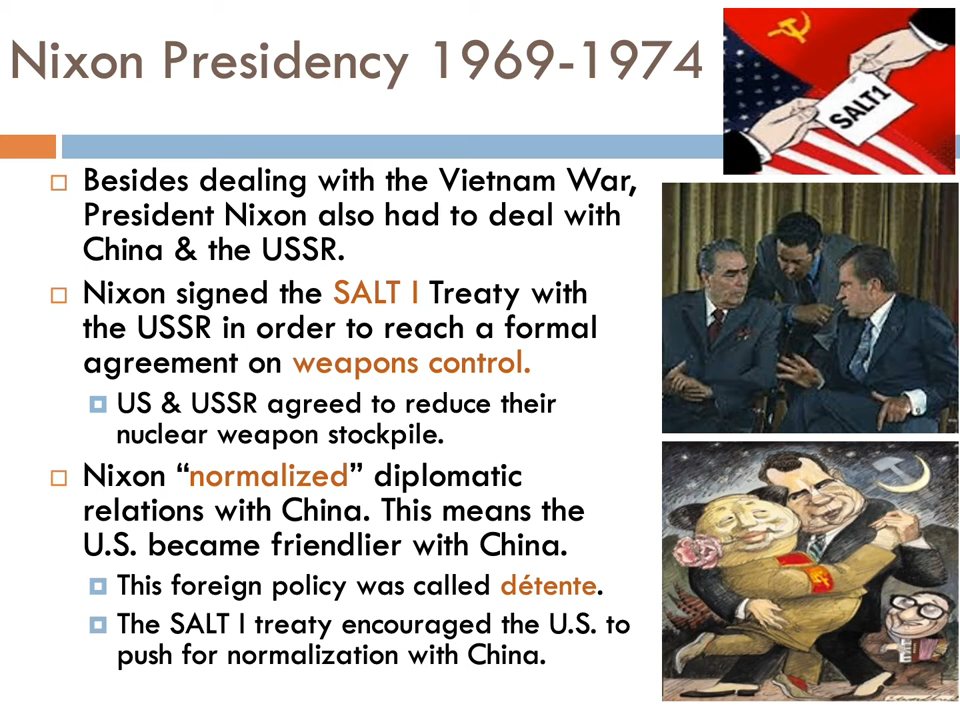 Nixon Presidency 1969-1974
SALT1
Besides dealing with the Vietnam War,
President Nixon also had to deal with
China & the USSR.
Nixon signed the SALT I Treaty with
the USSR in order to reach a formal
agreement on weapons control.
US & USSR agreed to reduce their
nuclear weapon stockpile.
Nixon “normalized” diplomatic
relations with China. This means the
U.S. became friendlier with China.
This foreign policy was called détente.
The SALT I treaty encouraged the U.S. to
push for normalization with China.